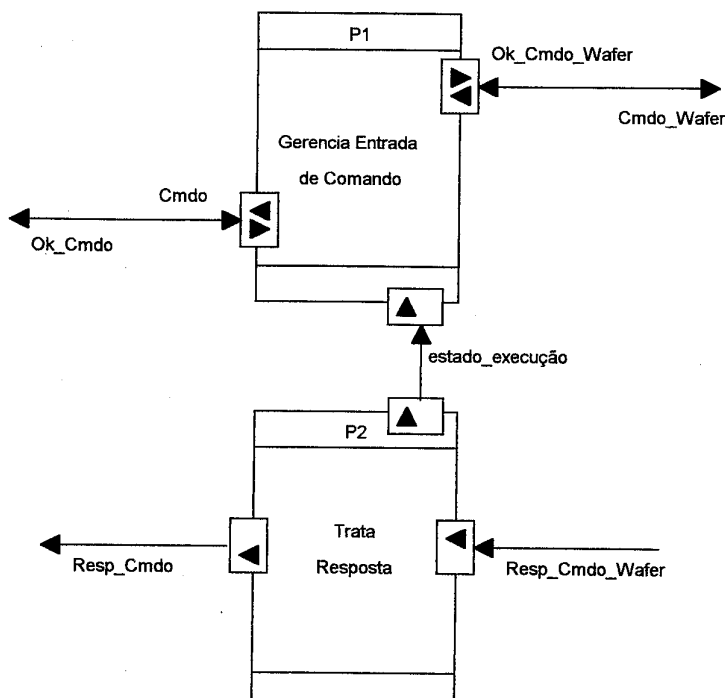 P1
Ok_Cmdo_Wafer
Cmdo_Wafer
Gerencia Entrada
de Comando
Cmdo
Ok_Cmdo
estado_execução
P2
Trata
Resposta
Resp_Cmdo
Resp_Cmdo_Wafer